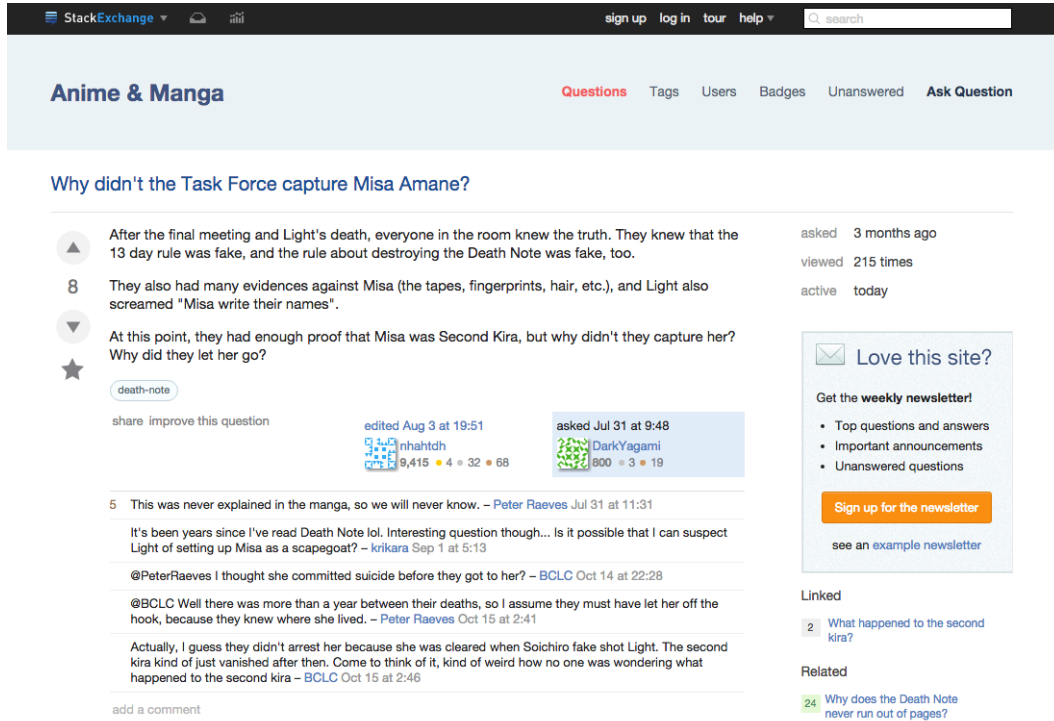 StackExchange
sign up log in tour help
search
Anime & Manga
Questions Tags Users Badges Unanswered Ask Question
Why didn't the Task Force capture Misa Amane?
After the final meeting and Light's death, everyone in the room knew the truth. They knew that the
13 day rule was fake, and the rule about destroying the Death Note was fake, too.
8
They also had many evidences against Misa (the tapes, fingerprints, hair, etc.), and Light also
screamed "Misa write their names".
At this point, they had enough proof that Misa was Second Kira, but why didn't they capture her?
Why did they let her go?
death-note
share improve this question
edited Aug 3 at 19:51
nhahtdh
9,415 4 32 68
asked Jul 31 at 9:48
DarkYagami
800 3 19
5 This was never explained in the manga, so we will never know. – Peter Raeves Jul 31 at 11:31
It's been years since I've read Death Note lol. Interesting question though... Is it possible that I can suspect
Light of setting up Misa as a scapegoat? – krikara Sep 1 at 5:13
@PeterRaeves I thought she committed suicide before they got to her? – BCLC Oct 14 at 22:28
@BCLC Well there was more than a year between their deaths, so I assume they must have let her off the
hook, because they knew where she lived. – Peter Raeves Oct 15 at 2:41
Actually, I guess they didn't arrest her because she was cleared when Soichiro fake shot Light. The second
kira kind of just vanished after then. Come to think of it, kind of weird how no one was wondering what
happened to the second kira – BCLC Oct 15 at 2:46
add a comment
asked 3 months ago
viewed 215 times
active today
Love this site?
Get the weekly newsletter!
• Top questions and answers
• Important announcements
• Unanswered questions
Sign up for the newsletter
see an example newsletter
Linked
2 What happened to the second
kira?
Related
24 Why does the Death Note
never run out of pages?